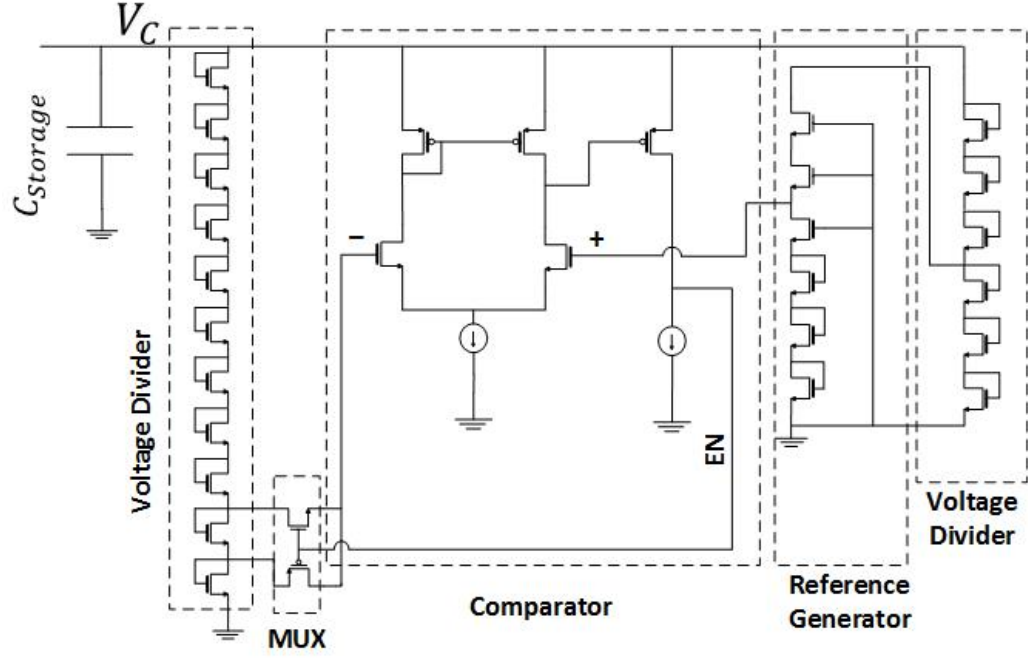 V_C
C_Storage
Voltage Divider
−
+
EN
MUX
Comparator
Reference
Generator
Voltage
Divider